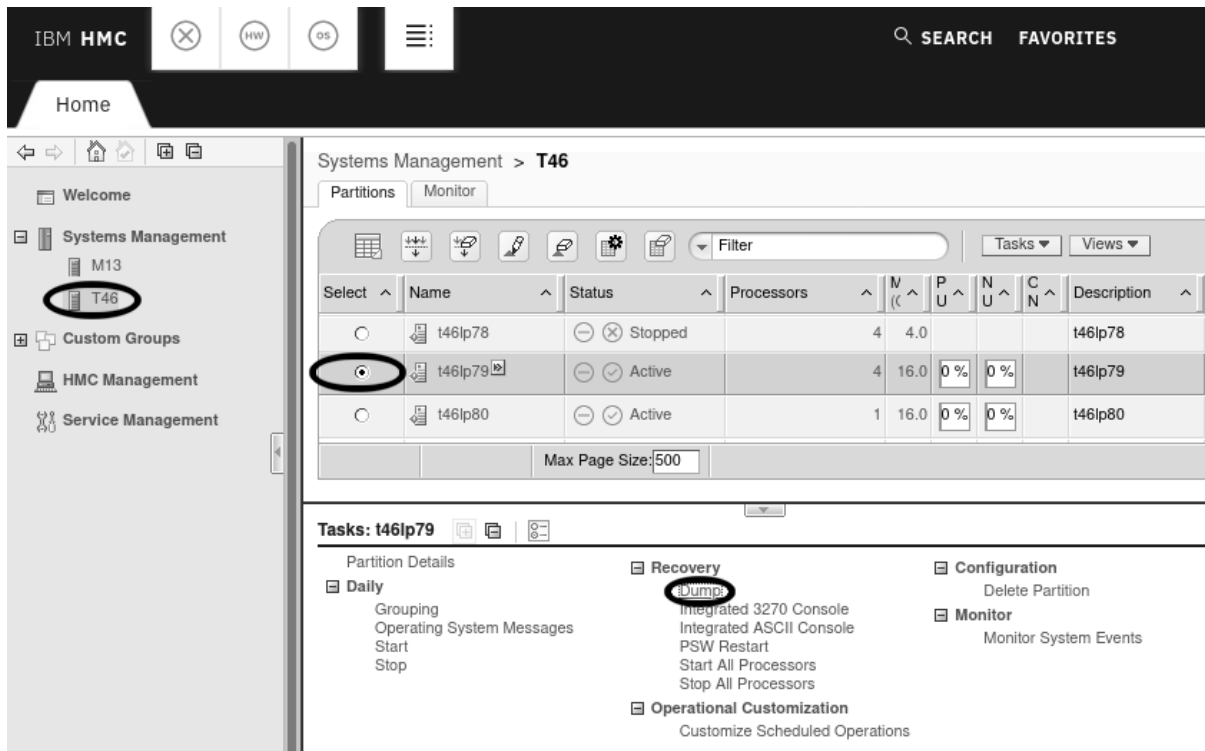 IBM HMC HW OS SEARCH FAVORITES
Home
Systems Management > T46
Partitions Monitor
Welcome
Systems Management
M13
T46
Custom Groups
HMC Management
Service Management
Filter Tasks Views
Select Name Status Processors M (( P U N U C N Description
t46lp78 Stopped 4 4.0 t46lp78
t46lp79 Active 4 16.0 0 % 0 % t46lp79
t46lp80 Active 1 16.0 0 % 0 % t46lp80
Max Page Size: 500
Tasks: t46lp79
Partition Details
Daily
Grouping
Operating System Messages
Start
Stop
Recovery
Dump
Integrated 3270 Console
Integrated ASCII Console
PSW Restart
Start All Processors
Stop All Processors
Operational Customization
Customize Scheduled Operations
Configuration
Delete Partition
Monitor
Monitor System Events